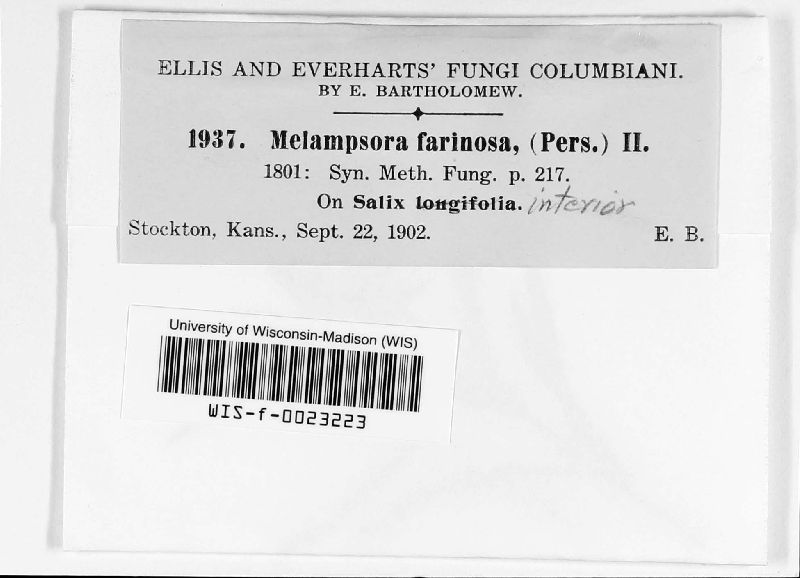 ELLIS AND EVERHARTS' FUNGI COLUMBIANI.
BY E. BARTHOLOMEW.
1937. Melampsora farinosa, (Pers.) II.
1801: Syn. Meth. Fung. p. 217.
On Salix longifolia. interior
Stockton, Kans., Sept. 22, 1902. E. B.
University of Wisconsin-Madison (WIS)
WIS-f-0023223